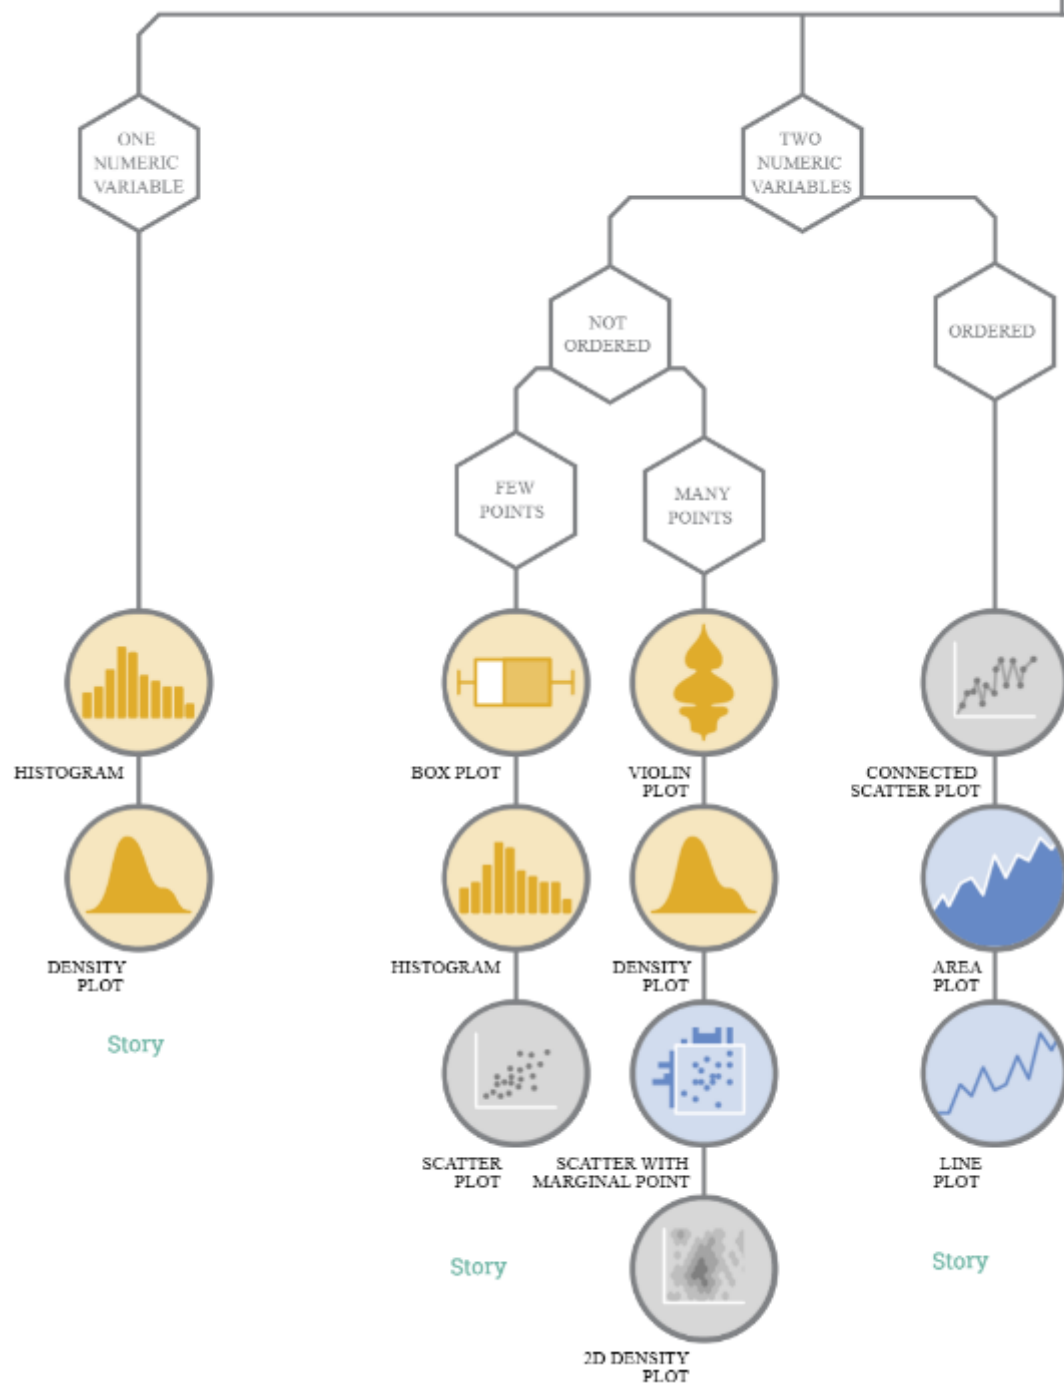 ONE
NUMERIC
VARIABLE
TWO
NUMERIC
VARIABLES
NOT
ORDERED
ORDERED
FEW
POINTS
MANY
POINTS
HISTOGRAM
BOX PLOT
VIOLIN
PLOT
CONNECTED
SCATTER PLOT
DENSITY
PLOT
HISTOGRAM
DENSITY
PLOT
AREA
PLOT
Story
SCATTER
PLOT
SCATTER WITH
MARGINAL POINT
LINE
PLOT
Story
Story
2D DENSITY
PLOT